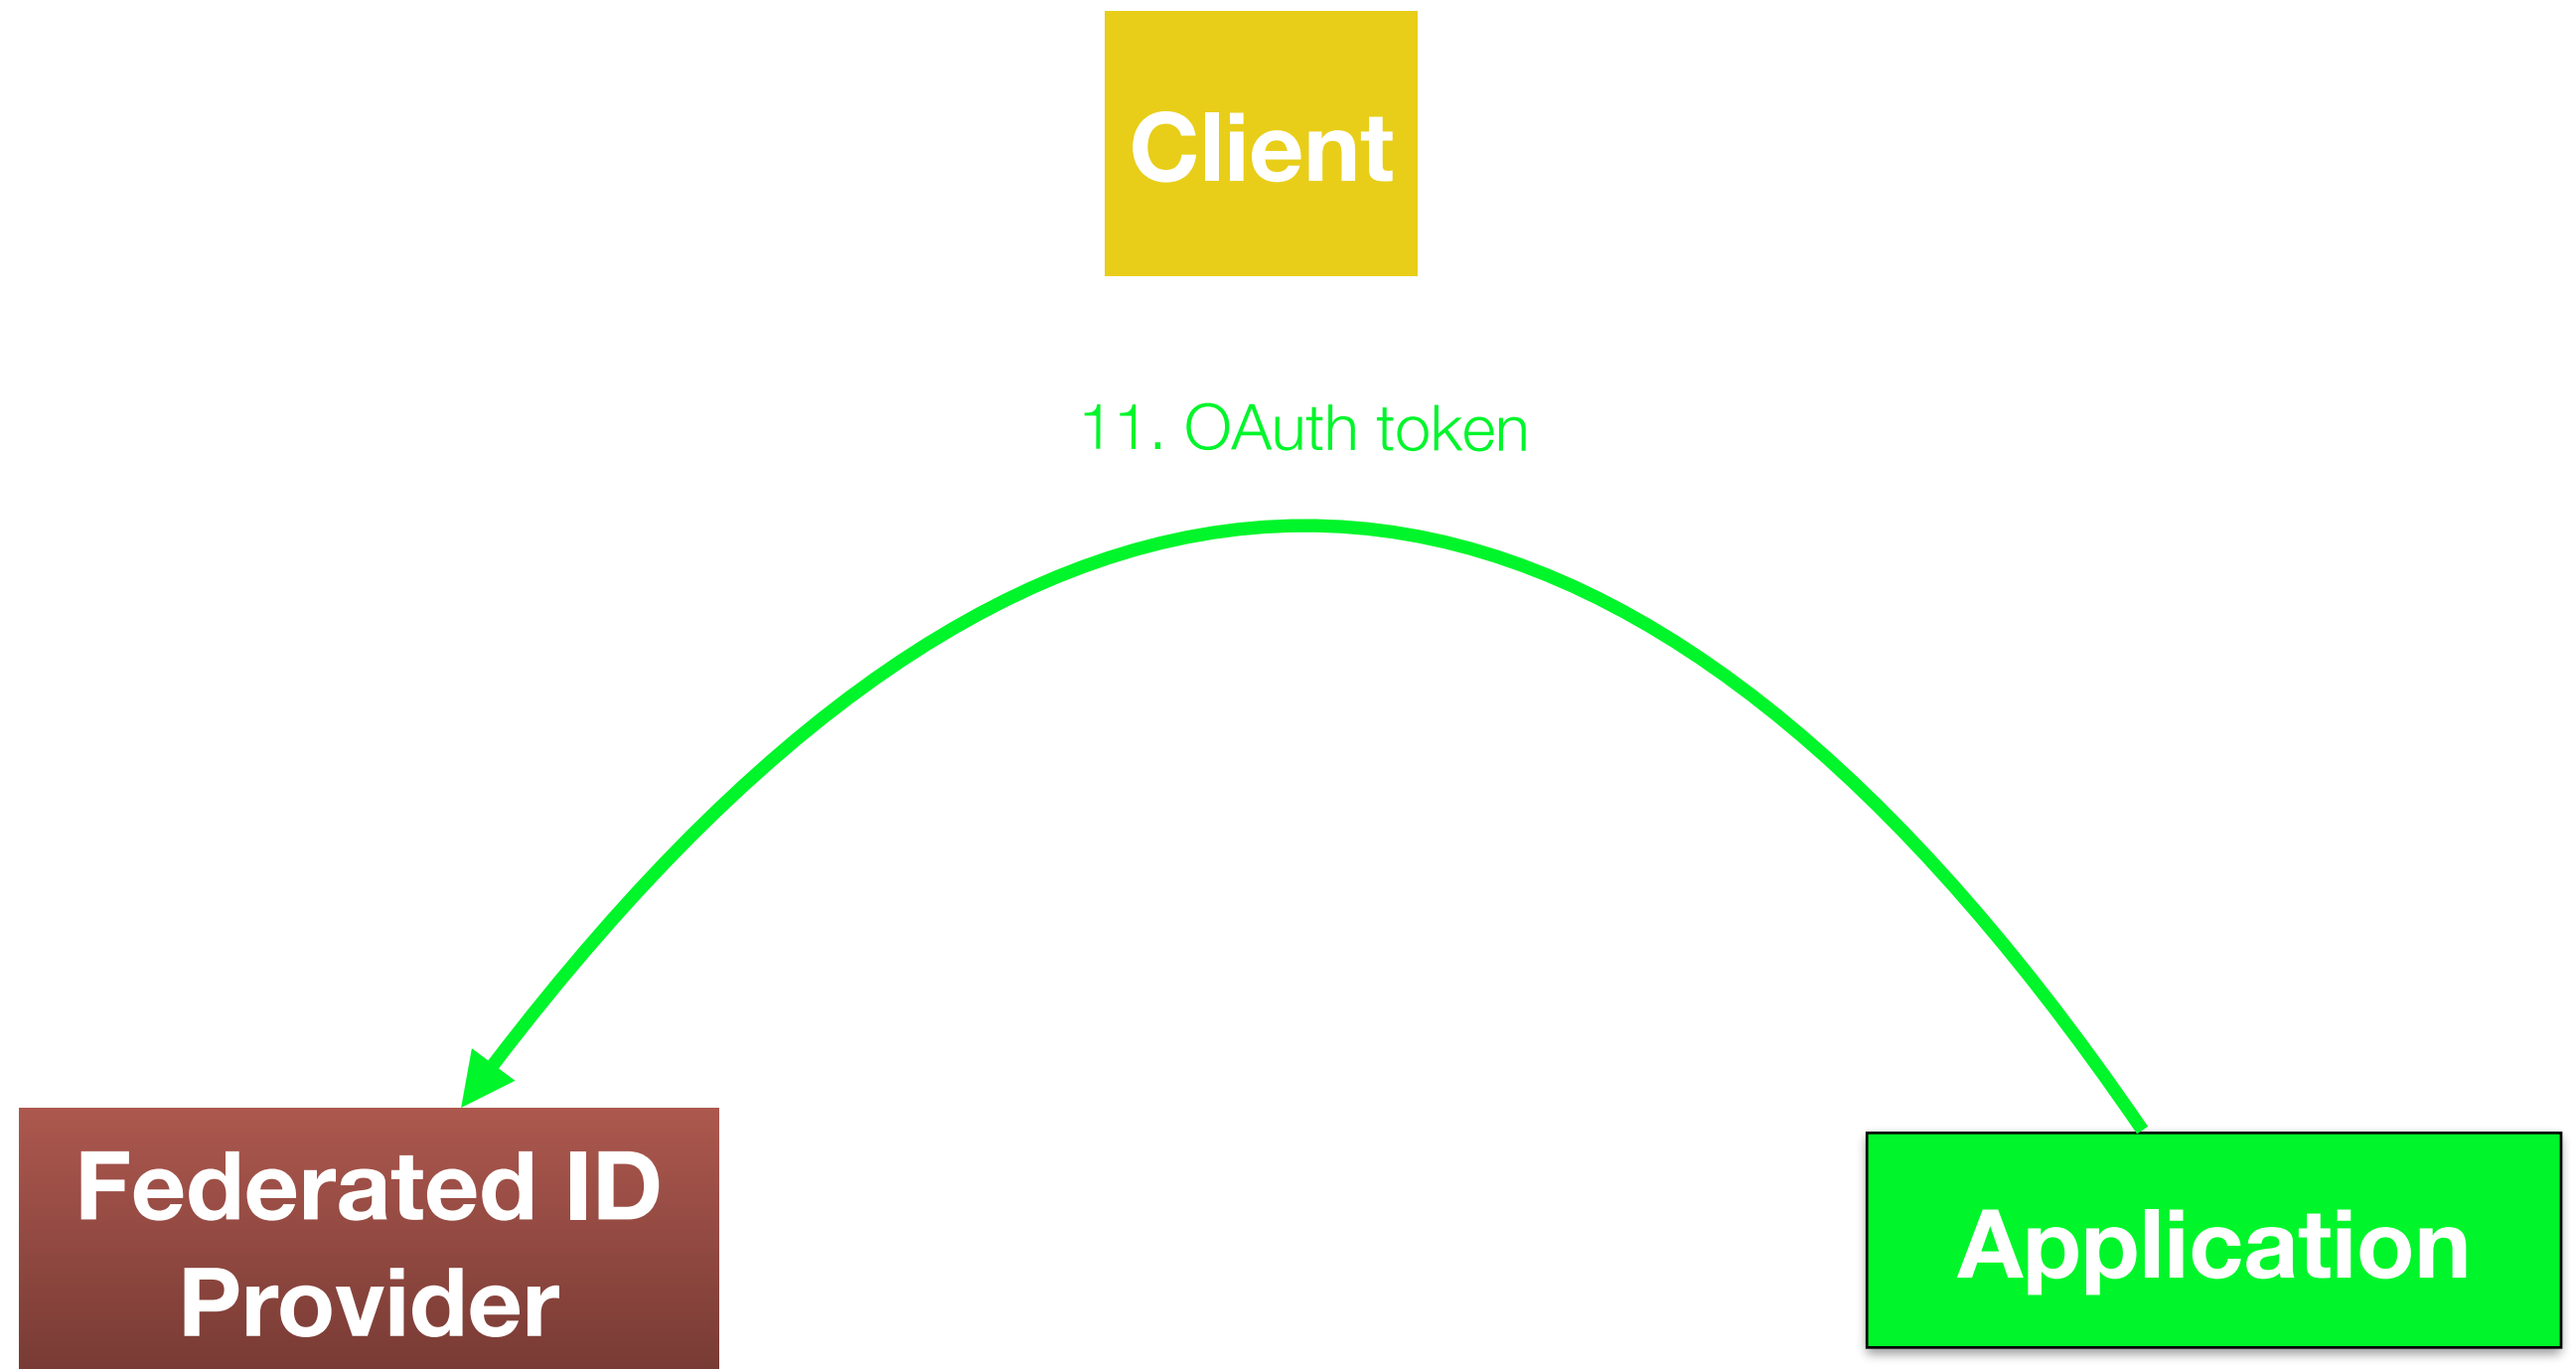 Client
11. OAuth token
Federated ID
Provider
Application